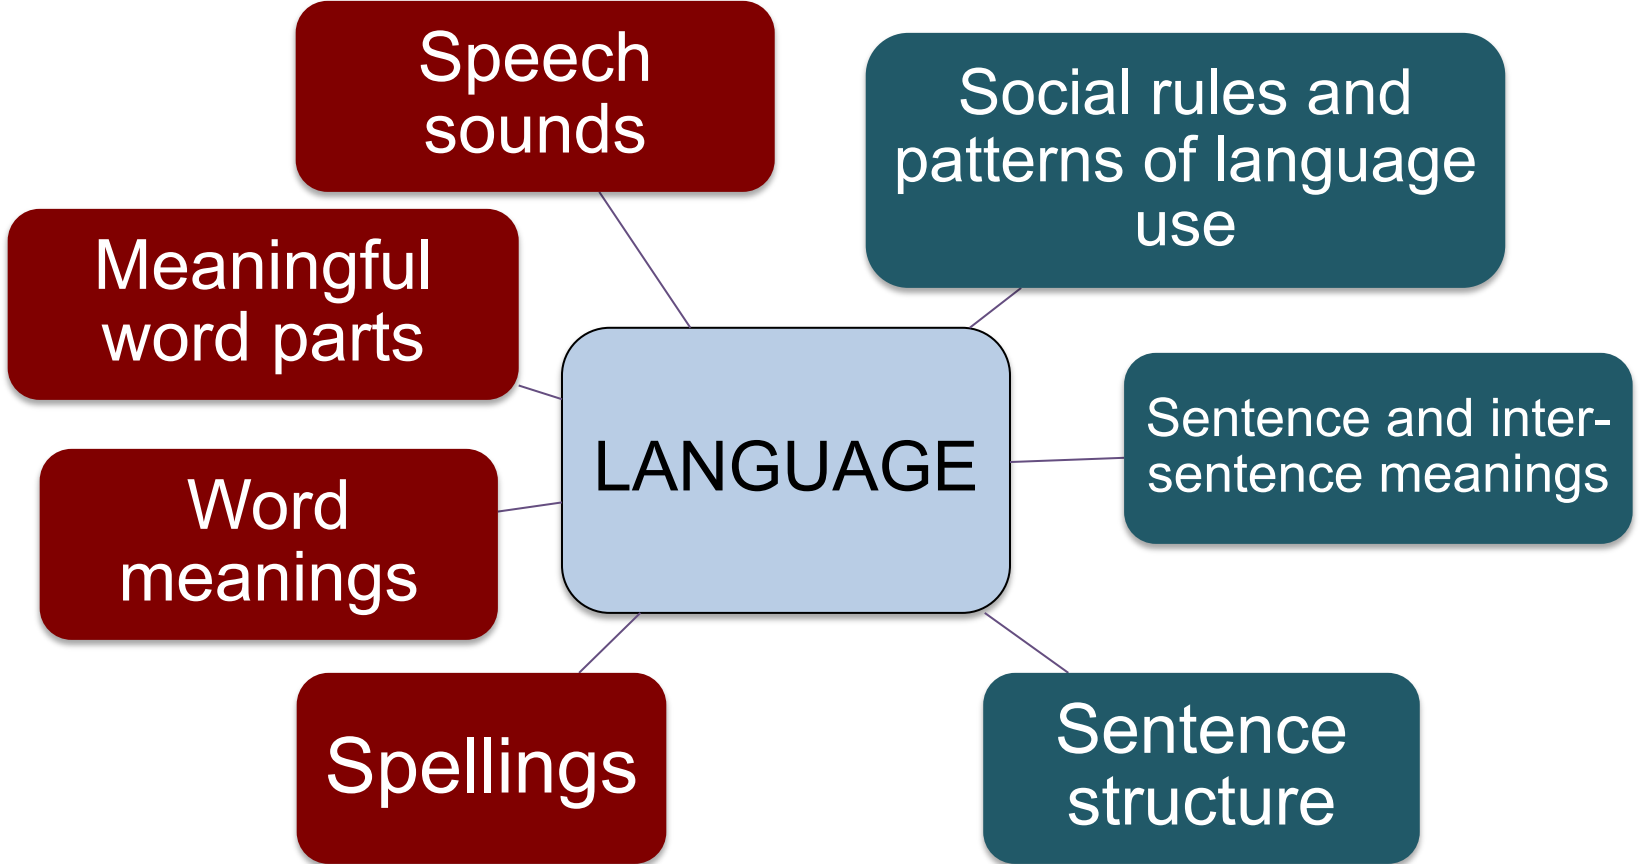 Speech
sounds
Social rules and
patterns of language
use
Meaningful
word parts
Sentence and inter-
sentence meanings
LANGUAGE
Word
meanings
Spellings
Sentence
structure